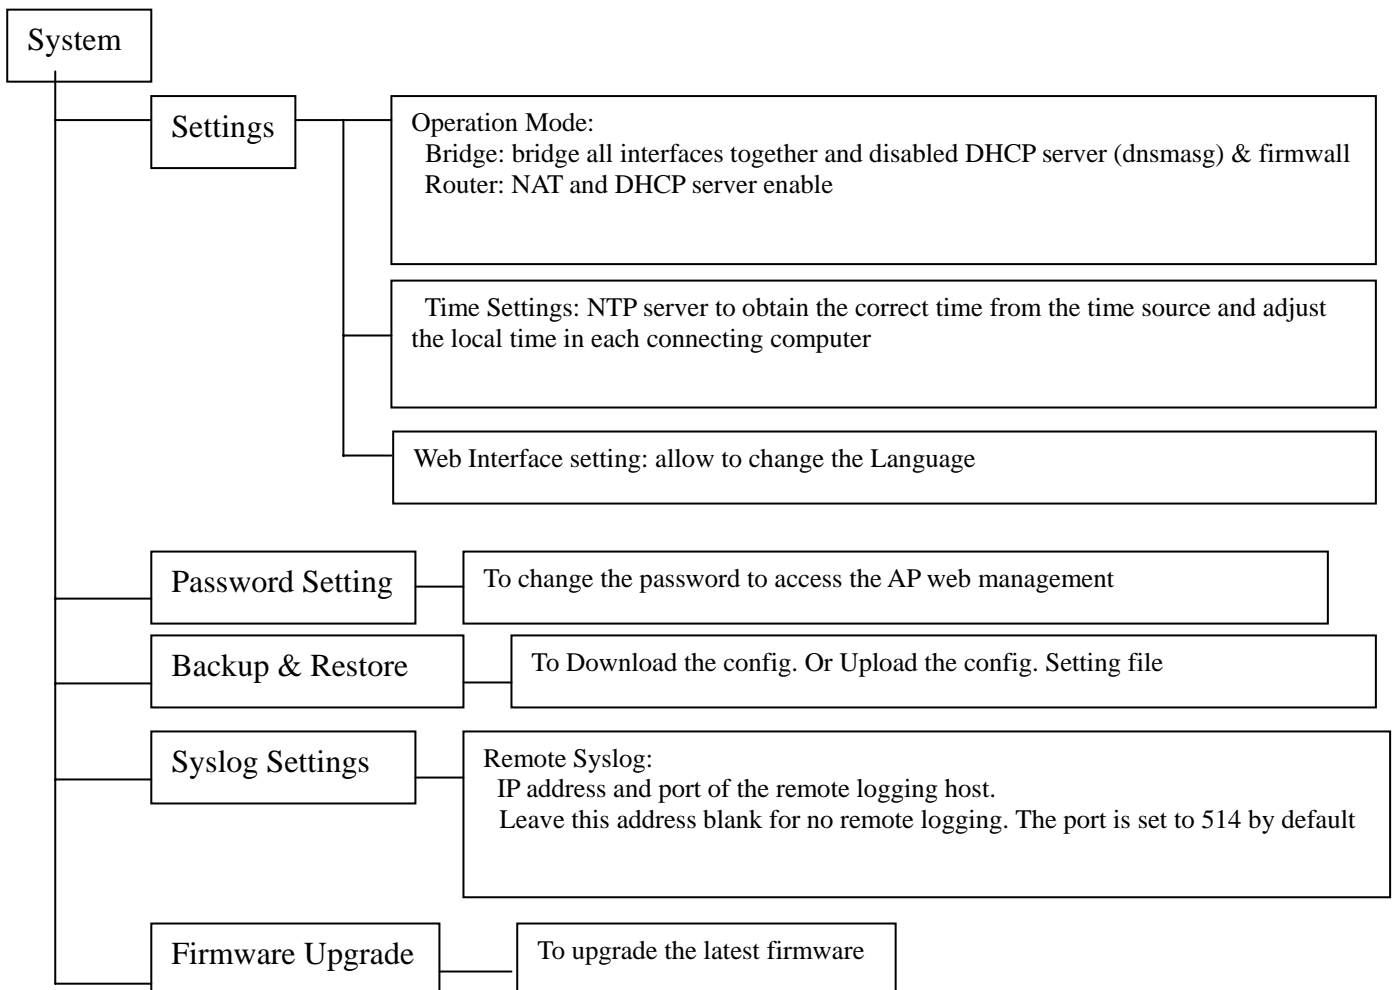 System
Settings
Operation Mode:
Bridge: bridge all interfaces together and disabled DHCP server (dnsmasg) & firmwall
Router: NAT and DHCP server enable
Time Settings: NTP server to obtain the correct time from the time source and adjust
the local time in each connecting computer
Web Interface setting: allow to change the Language
Password Setting
To change the password to access the AP web management
Backup & Restore
To Download the config. Or Upload the config. Setting file
Syslog Settings
Remote Syslog:
IP address and port of the remote logging host.
Leave this address blank for no remote logging. The port is set to 514 by default
Firmware Upgrade
To upgrade the latest firmware